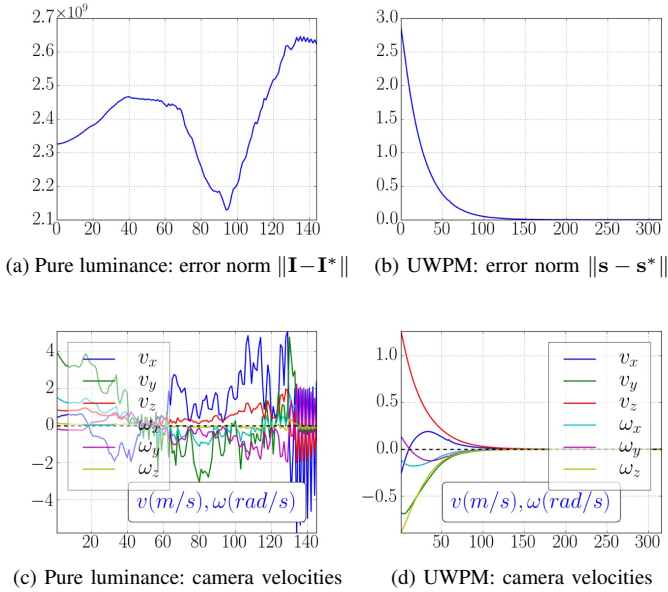 2.7 ×10⁹
2.6
2.5
2.4
2.3
2.2
2.1
0 20 40 60 80 100 120 140
3.0
2.5
2.0
1.5
1.0
0.5
0.0
0 50 100 150 200 250 300
(a) Pure luminance: error norm ‖I−I*‖
(b) UWPM: error norm ‖s − s*‖
4
2
0
−2
−4
20 40 60 80 100 120 140
v_x
v_y
v_z
ω_x
ω_y
ω_z
v(m/s), ω(rad/s)
1.0
0.5
0.0
−0.5
50 100 150 200 250 300
v_x
v_y
v_z
ω_x
ω_y
ω_z
v(m/s), ω(rad/s)
(c) Pure luminance: camera velocities
(d) UWPM: camera velocities